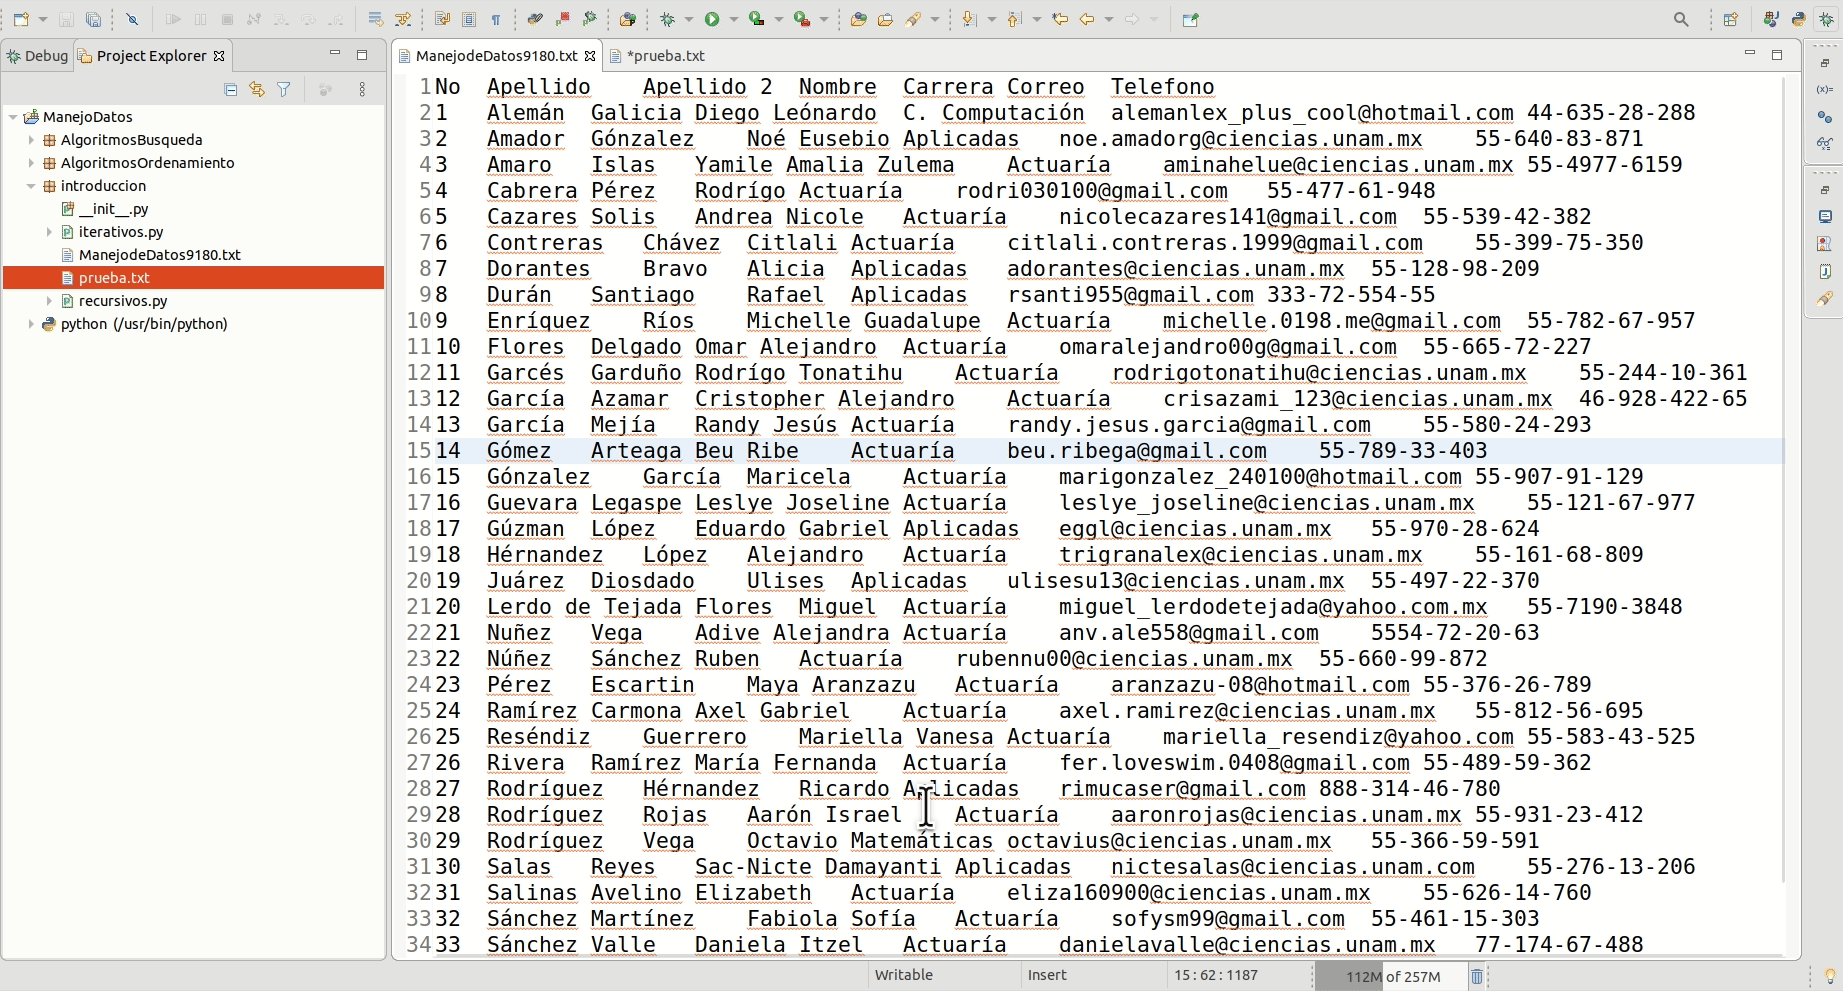 Debug
Project Explorer
ManejodeDatos9180.txt
*prueba.txt
ManejoDatos
AlgoritmosBusqueda
AlgoritmosOrdenamiento
introduccion
__init__.py
iterativos.py
ManejodeDatos9180.txt
prueba.txt
recursivos.py
python (/usr/bin/python)
1 No Apellido Apellido 2 Nombre Carrera Correo Telefono
2 1 Alemán Galicia Diego Leónardo C. Computación alemanlex_plus_cool@hotmail.com 44-635-28-288
3 2 Amador Gónzalez Noé Eusebio Aplicadas noe.amadorg@ciencias.unam.mx 55-640-83-871
4 3 Amaro Islas Yamile Amalia Zulema Actuaría aminahelue@ciencias.unam.mx 55-4977-6159
5 4 Cabrera Pérez Rodrígo Actuaría rodri030100@gmail.com 55-477-61-948
6 5 Cazares Solis Andrea Nicole Actuaría nicolecazares141@gmail.com 55-539-42-382
7 6 Contreras Chávez Citlali Actuaría citlali.contreras.1999@gmail.com 55-399-75-350
8 7 Dorantes Bravo Alicia Aplicadas adorantes@ciencias.unam.mx 55-128-98-209
9 8 Durán Santiago Rafael Aplicadas rsanti955@gmail.com 333-72-554-55
10 9 Enríquez Ríos Michelle Guadalupe Actuaría michelle.0198.me@gmail.com 55-782-67-957
11 10 Flores Delgado Omar Alejandro Actuaría omaralejandro00g@gmail.com 55-665-72-227
12 11 Garcés Garduño Rodrígo Tonatihu Actuaría rodrigotonatihu@ciencias.unam.mx 55-244-10-361
13 12 García Azamar Cristopher Alejandro Actuaría crisazami_123@ciencias.unam.mx 46-928-422-65
14 13 García Mejía Randy Jesús Actuaría randy.jesus.garcia@gmail.com 55-580-24-293
15 14 Gómez Arteaga Beu Ribe Actuaría beu.ribega@gmail.com 55-789-33-403
16 15 Gónzalez García Maricela Actuaría marigonzalez_240100@hotmail.com 55-907-91-129
17 16 Guevara Legaspe Leslye Joseline Actuaría leslye_joseline@ciencias.unam.mx 55-121-67-977
18 17 Gúzman López Eduardo Gabriel Aplicadas eggl@ciencias.unam.mx 55-970-28-624
19 18 Hérnandez López Alejandro Actuaría trigranalex@ciencias.unam.mx 55-161-68-809
20 19 Juárez Diosdado Ulises Aplicadas ulisesu13@ciencias.unam.mx 55-497-22-370
21 20 Lerdo de Tejada Flores Miguel Actuaría miguel_lerdodetejada@yahoo.com.mx 55-7190-3848
22 21 Nuñez Vega Adive Alejandra Actuaría anv.ale558@gmail.com 5554-72-20-63
23 22 Núñez Sánchez Ruben Actuaría rubennu00@ciencias.unam.mx 55-660-99-872
24 23 Pérez Escartin Maya Aranzazu Actuaría aranzazu-08@hotmail.com 55-376-26-789
25 24 Ramírez Carmona Axel Gabriel Actuaría axel.ramirez@ciencias.unam.mx 55-812-56-695
26 25 Reséndiz Guerrero Mariella Vanesa Actuaría mariella_resendiz@yahoo.com 55-583-43-525
27 26 Rivera Ramírez María Fernanda Actuaría fer.loveswim.0408@gmail.com 55-489-59-362
28 27 Rodríguez Hérnandez Ricardo Aplicadas rimucaser@gmail.com 888-314-46-780
29 28 Rodríguez Rojas Aarón Israel Actuaría aaronrojas@ciencias.unam.mx 55-931-23-412
30 29 Rodríguez Vega Octavio Matemáticas octavius@ciencias.unam.mx 55-366-59-591
31 30 Salas Reyes Sac-Nicte Damayanti Aplicadas nictesalas@ciencias.unam.com 55-276-13-206
32 31 Salinas Avelino Elizabeth Actuaría eliza160900@ciencias.unam.mx 55-626-14-760
33 32 Sánchez Martínez Fabiola Sofía Actuaría sofysm99@gmail.com 55-461-15-303
34 33 Sánchez Valle Daniela Itzel Actuaría danielavalle@ciencias.unam.mx 77-174-67-488
Writable
Insert
15 : 62 : 1187
112M of 257M